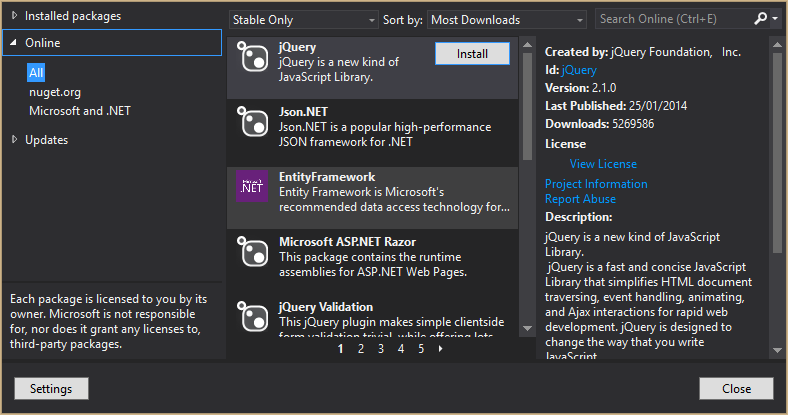 Installed packages
Online
All
nuget.org
Microsoft and .NET
Updates
Each package is licensed to you by its
owner. Microsoft is not responsible
for, nor does it grant any licenses to,
third-party packages.
Stable Only
Sort by:
Most Downloads
jQuery
jQuery is a new kind of
JavaScript Library.
Install
Json.NET
Json.NET is a popular high-performance
JSON framework for .NET
.NET
EntityFramework
Entity Framework is Microsoft's
recommended data access technology for...
Microsoft ASP.NET Razor
This package contains the runtime
assemblies for ASP.NET Web Pages.
jQuery Validation
This jQuery plugin makes simple clientside
form validation trivial, while offering lots
1 2 3 4 5
Search Online (Ctrl+E)
Created by: jQuery Foundation, Inc.
Id: jQuery
Version: 2.1.0
Last Published: 25/01/2014
Downloads: 5269586
License
View License
Project Information
Report Abuse
Description:
jQuery is a new kind of JavaScript
Library.
jQuery is a fast and concise JavaScript
Library that simplifies HTML document
traversing, event handling, animating,
and Ajax interactions for rapid web
development. jQuery is designed to
change the way that you write
JavaScript.
Settings
Close